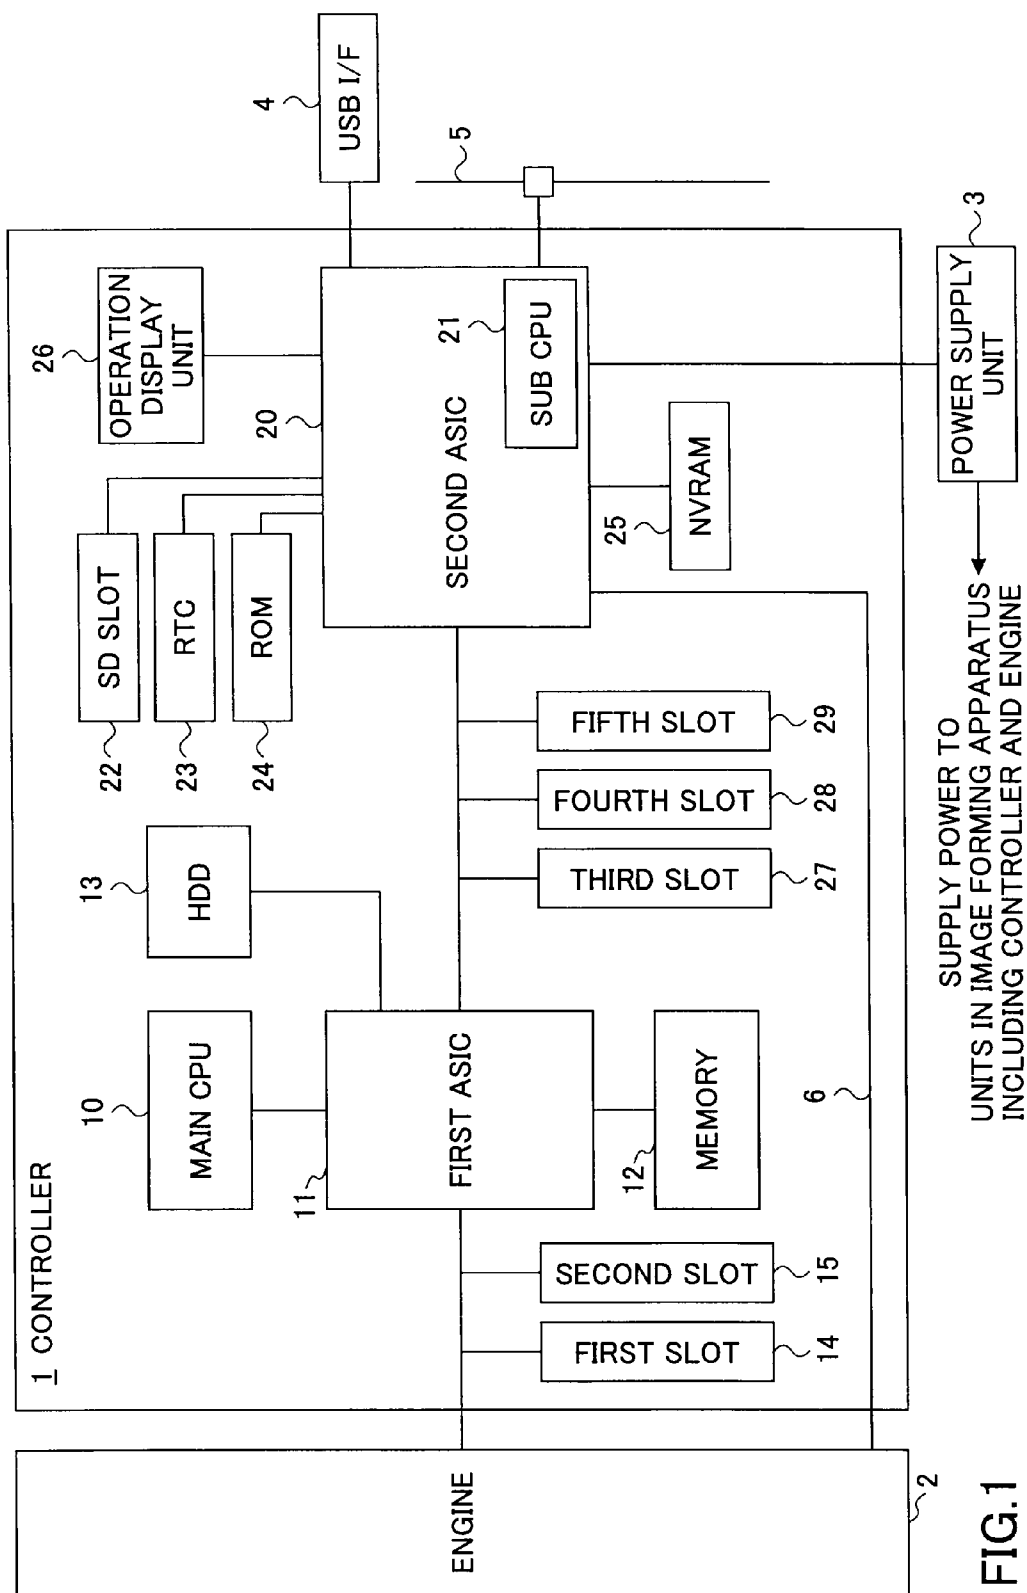 1 CONTROLLER
ENGINE
2
FIRST SLOT
14
SECOND SLOT
15
MAIN CPU
10
FIRST ASIC
11
MEMORY
12
HDD
13
6
THIRD SLOT
27
FOURTH SLOT
28
FIFTH SLOT
29
SD SLOT
22
RTC
23
ROM
24
OPERATION
DISPLAY
UNIT
26
SECOND ASIC
20
SUB CPU
21
NVRAM
25
USB I/F
4
5
POWER SUPPLY
UNIT
3
SUPPLY POWER TO
UNITS IN IMAGE FORMING APPARATUS
INCLUDING CONTROLLER AND ENGINE
FIG.1